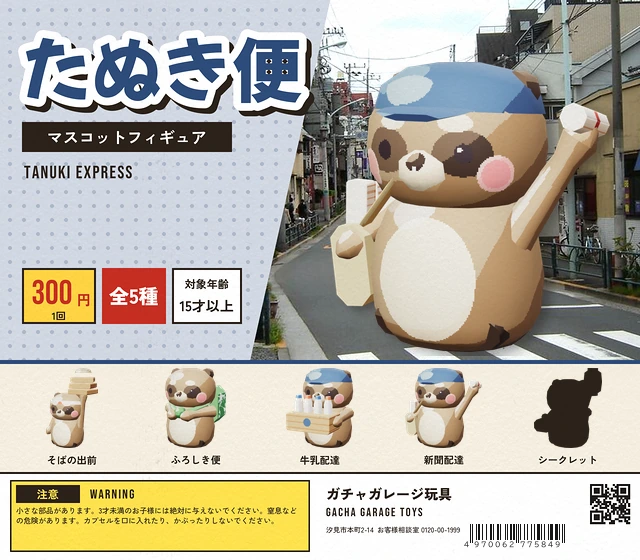 たぬき便
マスコットフィギュア
TANUKI EXPRESS
300円
1回
全5種
対象年齢
15才以上
そばの出前
ふろしき便
牛乳配達
新聞配達
シークレット
注意 WARNING
小さな部品があります。3才未満のお子様には絶対に与えないでください。窒息など
の危険があります。カプセルを口に入れたり、かぶったりしないでください。
ガチャガレージ玩具
GACHA GARAGE TOYS
汐見市本町2-14 お客様相談室 0120-00-1999
4 970062 775849